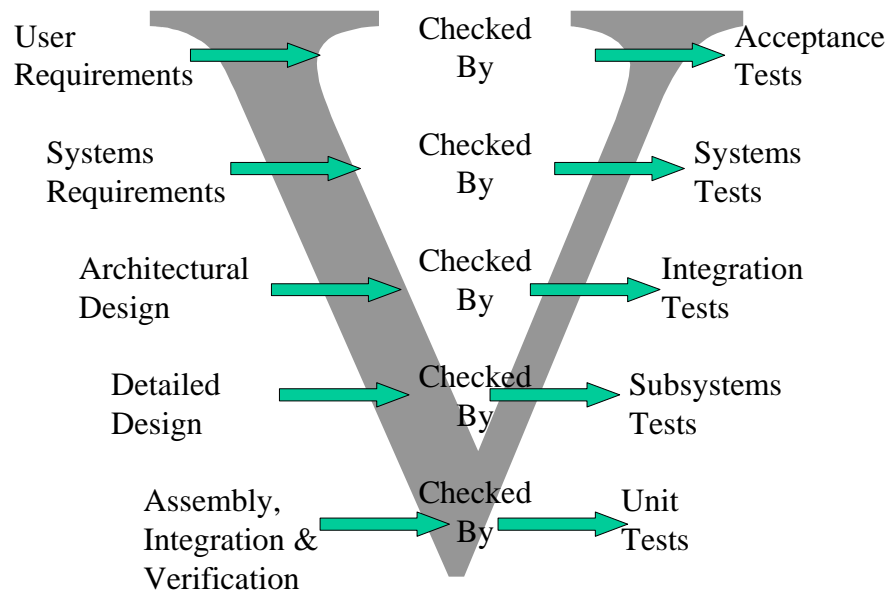 User
Requirements
Checked
By
Acceptance
Tests
Systems
Requirements
Checked
By
Systems
Tests
Architectural
Design
Checked
By
Integration
Tests
Detailed
Design
Checked
By
Subsystems
Tests
Assembly,
Integration &
Verification
Checked
By
Unit
Tests